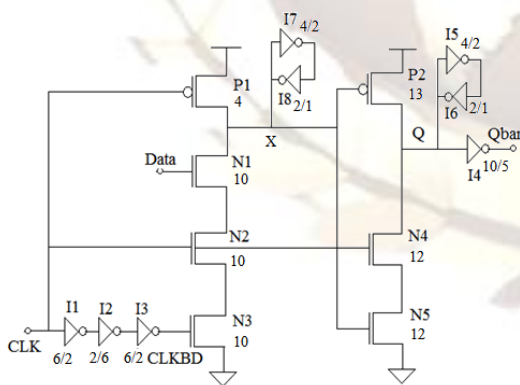 I7 4/2
I8 2/1
I5 4/2
I6 2/1
P1
4
P2
13
X
Q
Qbar
I4 10/5
Data
N1
10
N2
10
N4
12
I1 I2 I3
N3
10
N5
12
CLK
6/2 2/6 6/2 CLKBD